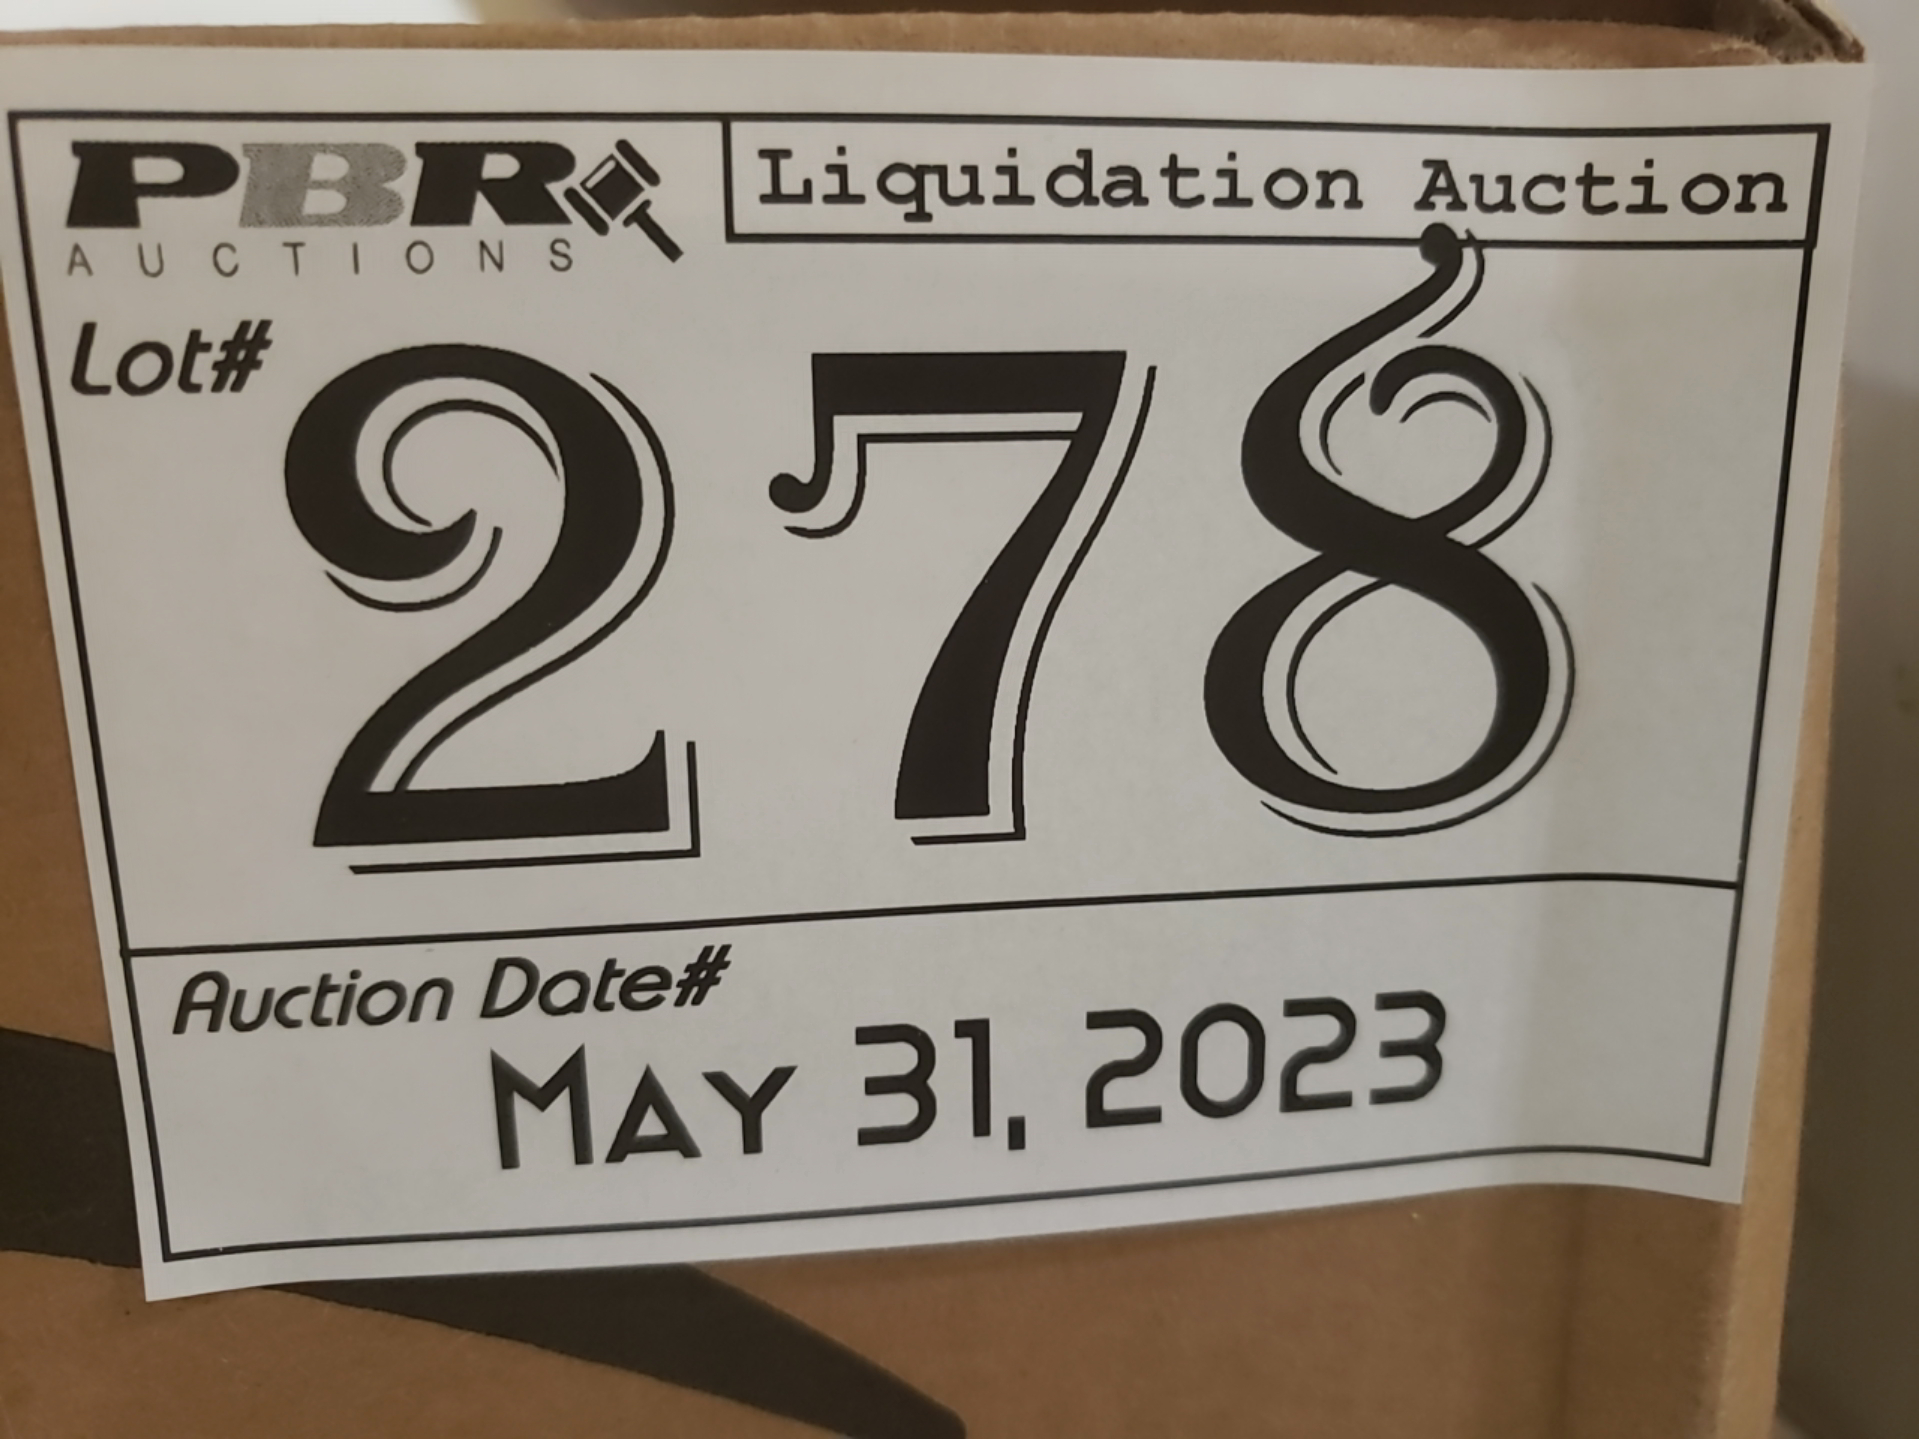 PBR
AUCTIONS
Liquidation Auction
Lot#
278
Auction Date#
MAY 31, 2023